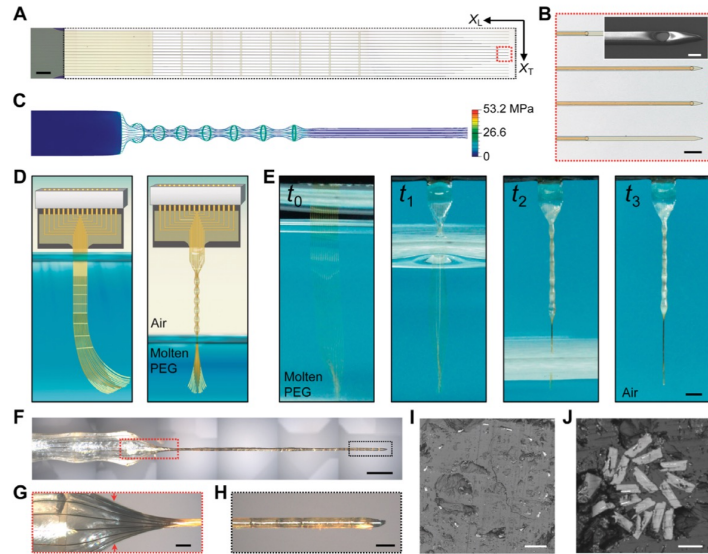 A
X_L
X_T
B
C
53.2 MPa
26.6
0
D
Air
Molten
PEG
E
t_0
t_1
t_2
t_3
Molten
PEG
Air
F
G
H
I
J